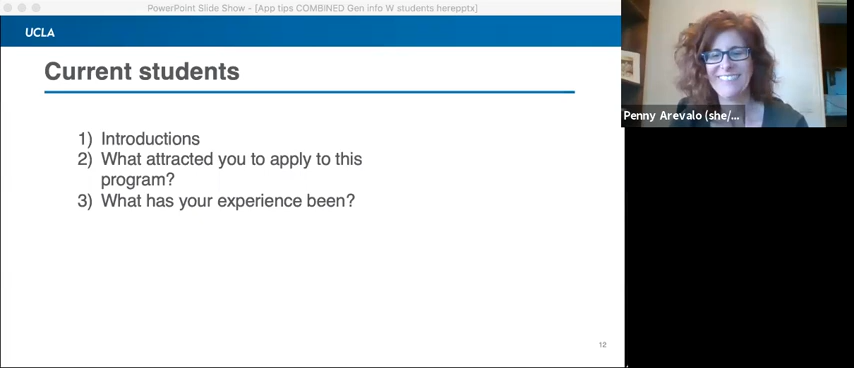 PowerPoint Slide Show - [App tips COMBINED Gen info W students herepptx]
UCLA
Current students
1) Introductions
2) What attracted you to apply to this
program?
3) What has your experience been?
12
Penny Arevalo (she/...